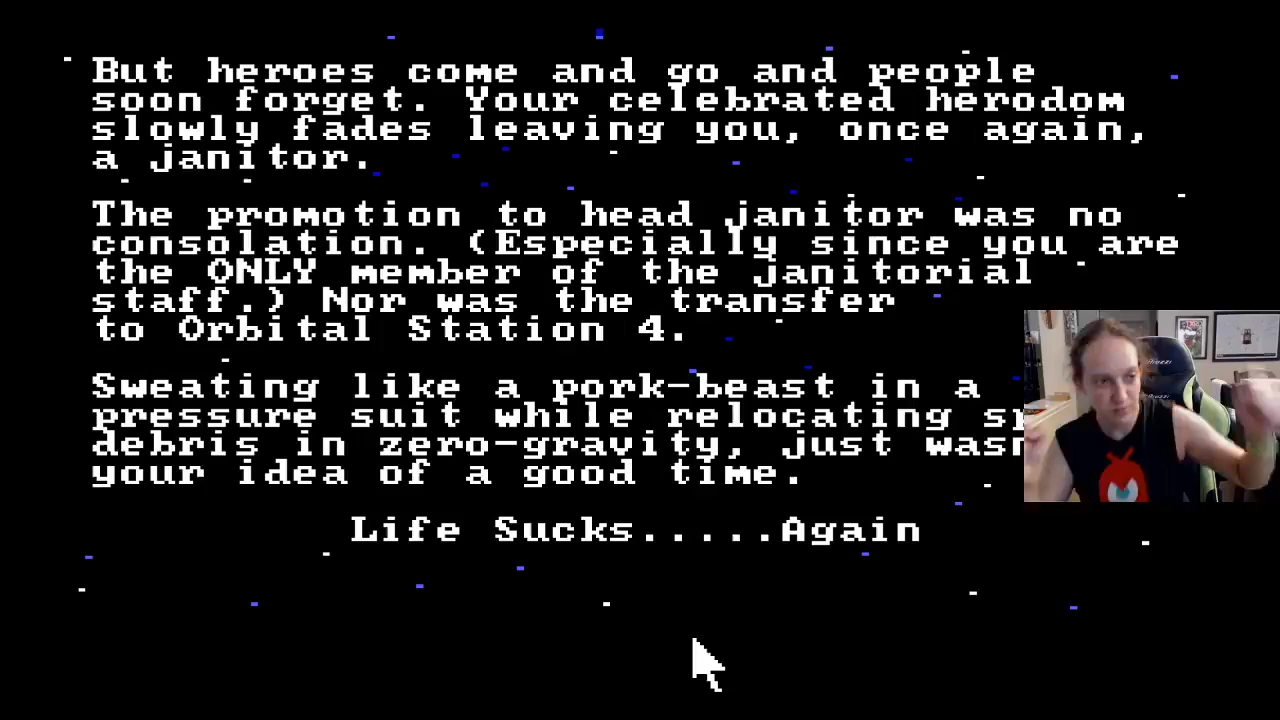 But heroes come and go and people
soon forget. Your celebrated herodom
slowly fades leaving you, once again,
a janitor.
The promotion to head janitor was no
consolation. (Especially since you are
the ONLY member of the janitorial
staff.) Nor was the transfer
to Orbital Station 4.
Sweating like a pork-beast in a
pressure suit while relocating
debris in zero-gravity, just
your idea of a good time.
Life Sucks.....Again